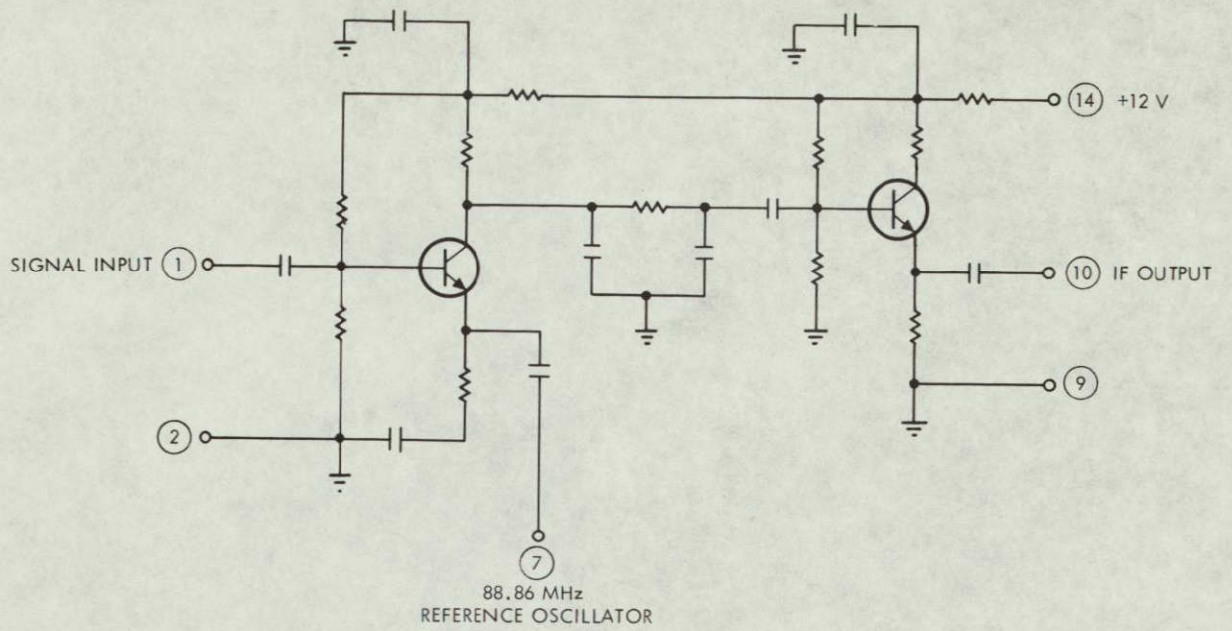 14 +12 V
SIGNAL INPUT 1
10 IF OUTPUT
9
2
7
88.86 MHz
REFERENCE OSCILLATOR